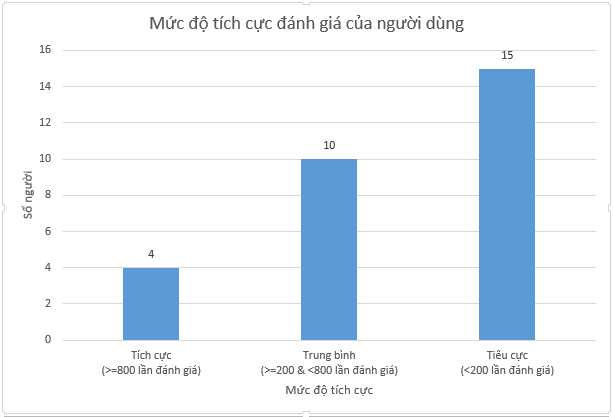 Mức độ tích cực đánh giá của người dùng
16
14
12
10
8
6
4
2
0
Số người
4
10
15
Tích cực
(>=800 lần đánh giá)
Trung bình
(>=200 & <800 lần đánh giá)
Tiêu cực
(<200 lần đánh giá)
Mức độ tích cực